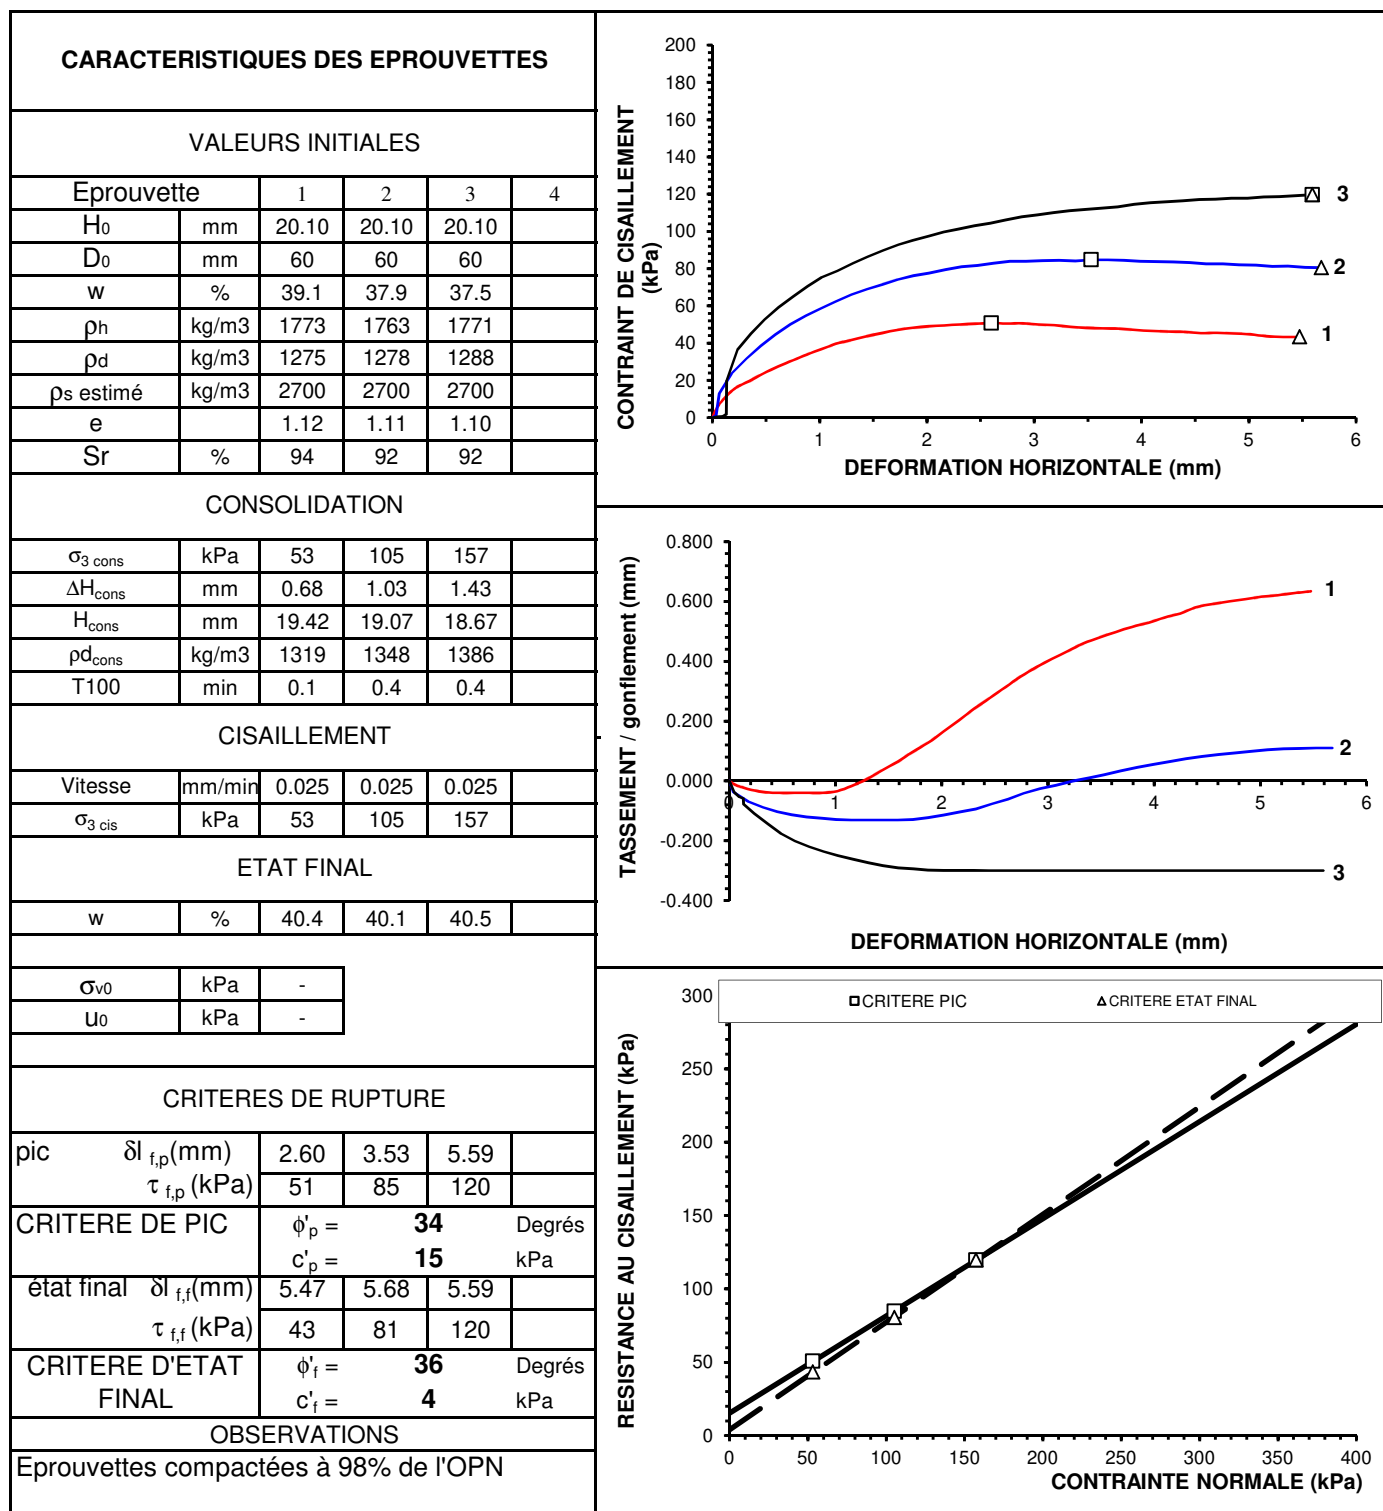 CARACTERISTIQUES DES EPROUVETTES
VALEURS INITIALES
Eprouvette 1 2 3 4
H0 mm 20.10 20.10 20.10
D0 mm 60 60 60
w % 39.1 37.9 37.5
ρh kg/m3 1773 1763 1771
ρd kg/m3 1275 1278 1288
ρs estimé kg/m3 2700 2700 2700
e 1.12 1.11 1.10
Sr % 94 92 92
CONSOLIDATION
σ3 cons kPa 53 105 157
ΔHcons mm 0.68 1.03 1.43
Hcons mm 19.42 19.07 18.67
ρdcons kg/m3 1319 1348 1386
T100 min 0.1 0.4 0.4
CISAILLEMENT
Vitesse mm/min 0.025 0.025 0.025
σ3 cis kPa 53 105 157
ETAT FINAL
w % 40.4 40.1 40.5
σv0 kPa -
u0 kPa -
CRITERES DE RUPTURE
pic δl f,p(mm) 2.60 3.53 5.59
τ f,p (kPa) 51 85 120
CRITERE DE PIC ϕ'p = 34 Degrés
c'p = 15 kPa
état final δl f,f(mm) 5.47 5.68 5.59
τ f,f (kPa) 43 81 120
CRITERE D'ETAT ϕ'f = 36 Degrés
FINAL c'f = 4 kPa
OBSERVATIONS
Eprouvettes compactées à 98% de l'OPN
CONTRAINT DE CISAILLEMENT
(kPa)
200
180
160
140
120
100
80
60
40
20
0
3
2
1
0 1 2 3 4 5 6
DEFORMATION HORIZONTALE (mm)
TASSEMENT / gonflement (mm)
0.800
0.600
0.400
0.200
0.000
-0.200
-0.400
1
2
3
0 1 2 3 4 5 6
DEFORMATION HORIZONTALE (mm)
RESISTANCE AU CISAILLEMENT (kPa)
CRITERE PIC CRITERE ETAT FINAL
300
250
200
150
100
50
0
0 50 100 150 200 250 300 350 400
CONTRAINTE NORMALE (kPa)